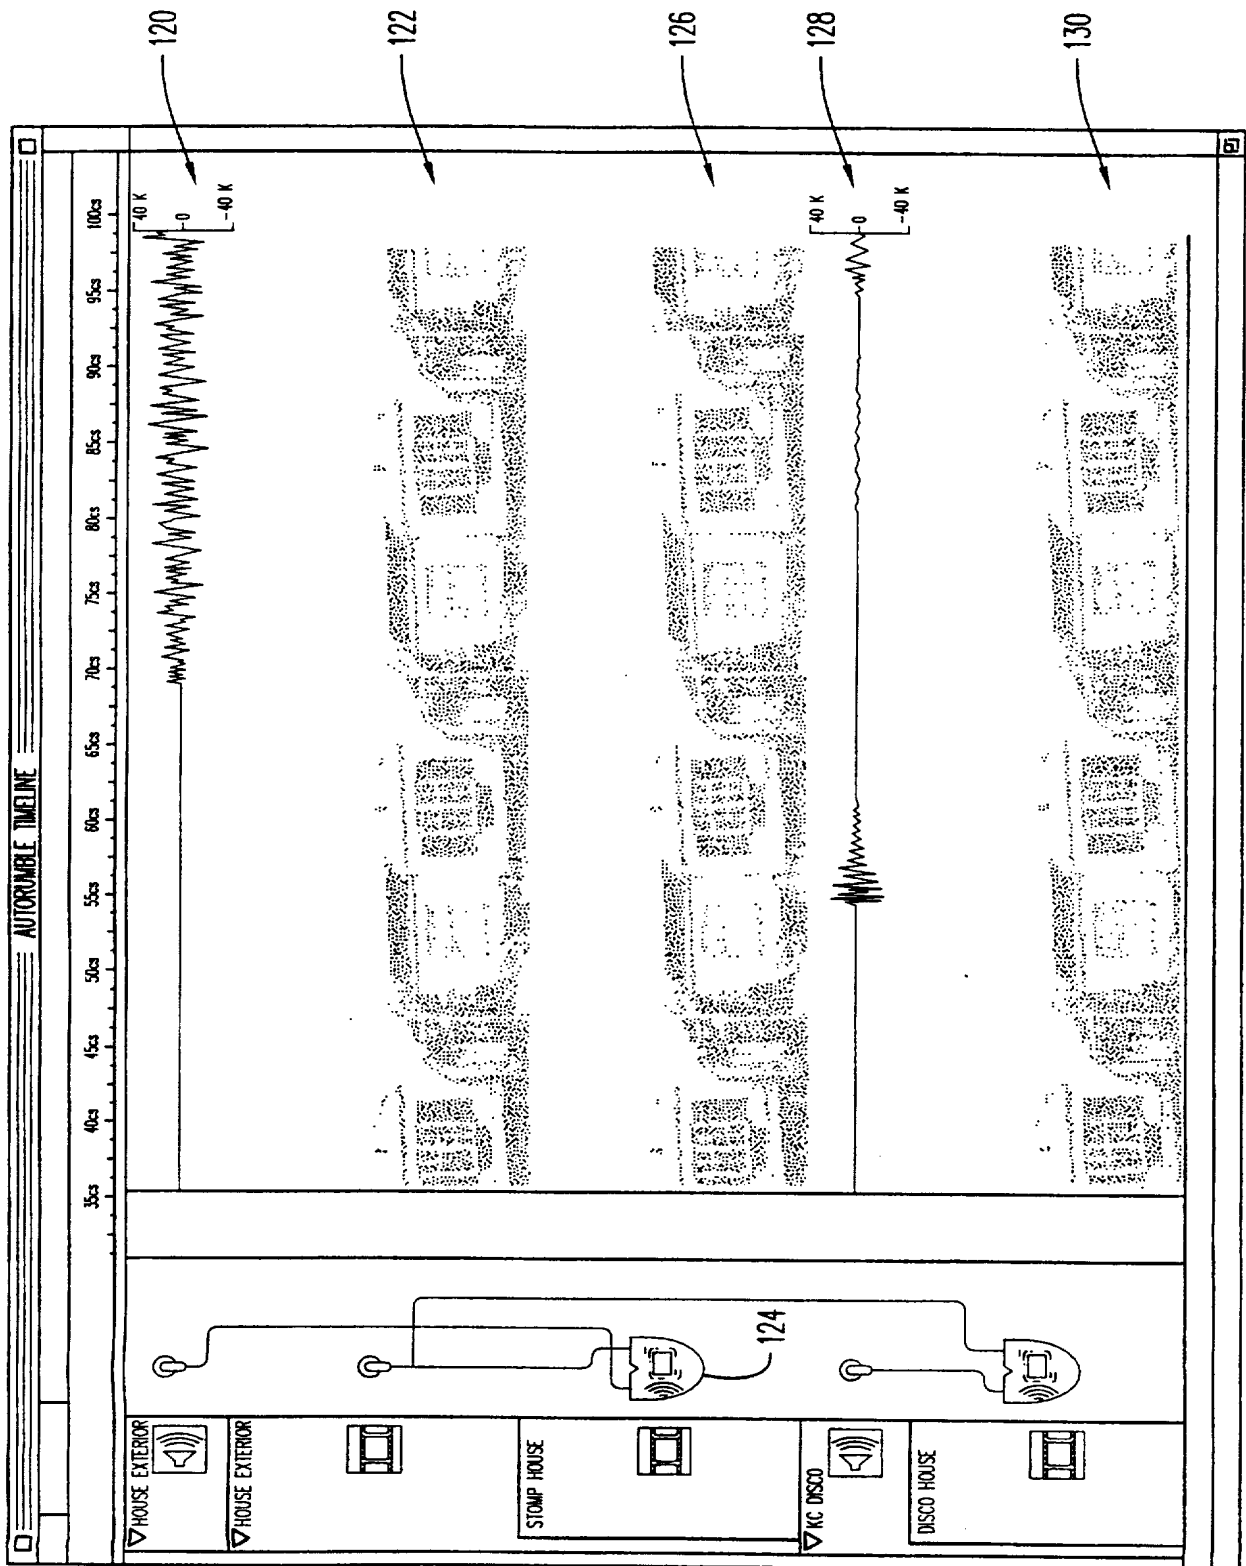 AUTORUMBLE TIMELINE
35cs 40cs 45cs 50cs 55cs 60cs 65cs 70cs 75cs 80cs 85cs 90cs 95cs 100cs
HOUSE EXTERIOR
40 K
0
-40 K
120
HOUSE EXTERIOR
122
STOMP HOUSE
124
126
KC DISCO
40 K
0
-40 K
128
DISCO HOUSE
130